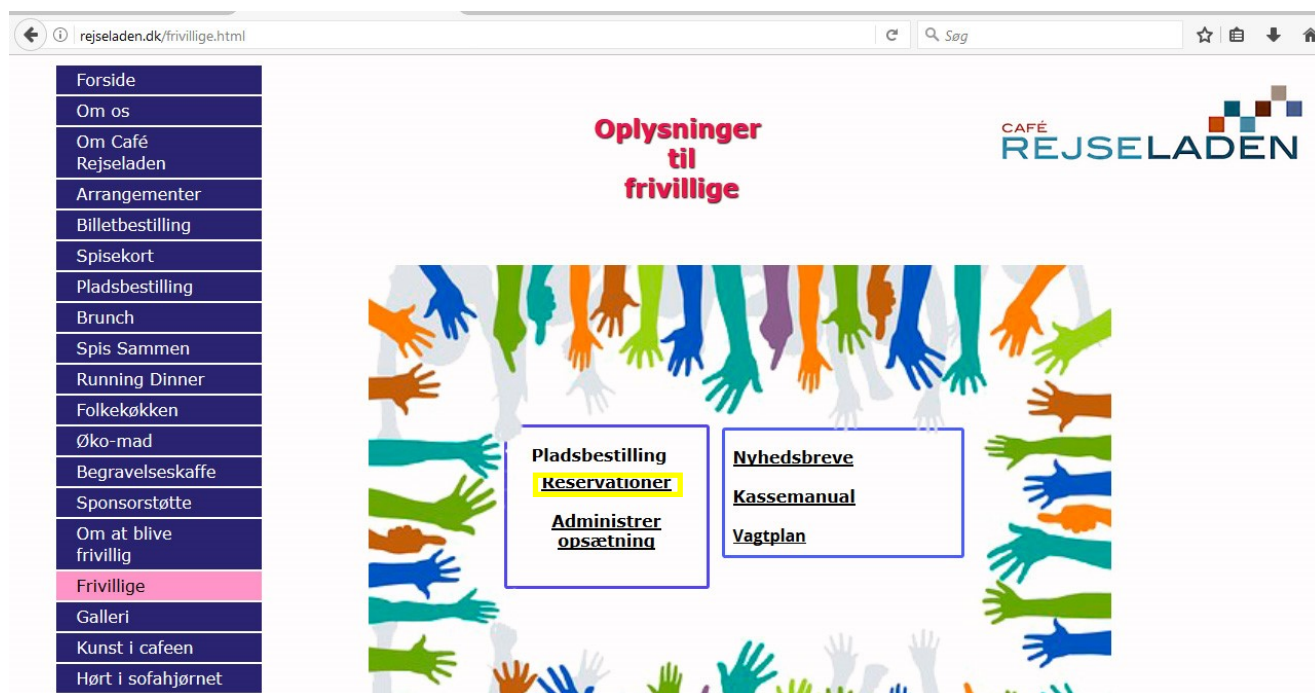 rejseladen.dk/frivillige.html
Søg
Forside
Om os
Om Café
Rejseladen
Arrangementer
Billetbestilling
Spisekort
Pladsbestilling
Brunch
Spis Sammen
Running Dinner
Folkekøkken
Øko-mad
Begravelseskaffe
Sponsorstøtte
Om at blive
frivillig
Frivillige
Galleri
Kunst i cafeen
Hørt i sofahjørnet
Oplysninger
til
frivillige
CAFÉ
REJSELADEN
Pladsbestilling
Reservationer
Administrer
opsætning
Nyhedsbreve
Kassemanual
Vagtplan